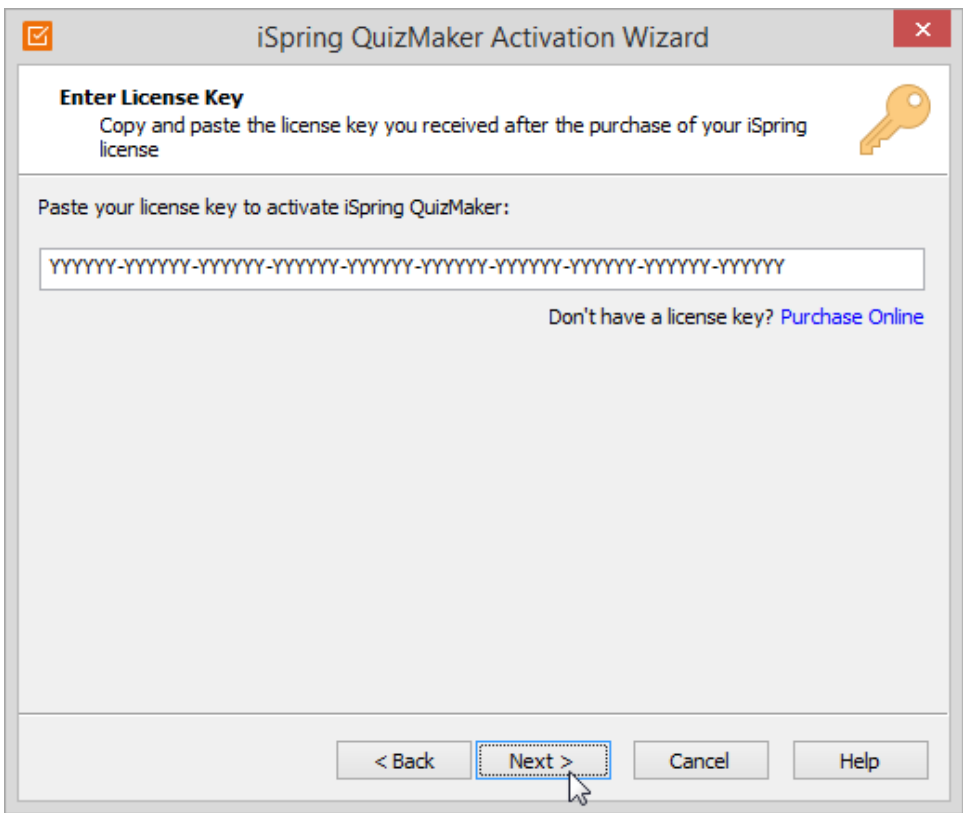 iSpring QuizMaker Activation Wizard
Enter License Key
Copy and paste the license key you received after the purchase of your iSpring
license
Paste your license key to activate iSpring QuizMaker:
YYYYYY-YYYYYY-YYYYYY-YYYYYY-YYYYYY-YYYYYY-YYYYYY-YYYYYY-YYYYYY-YYYYYY
Don't have a license key? Purchase Online
< Back Next > Cancel Help